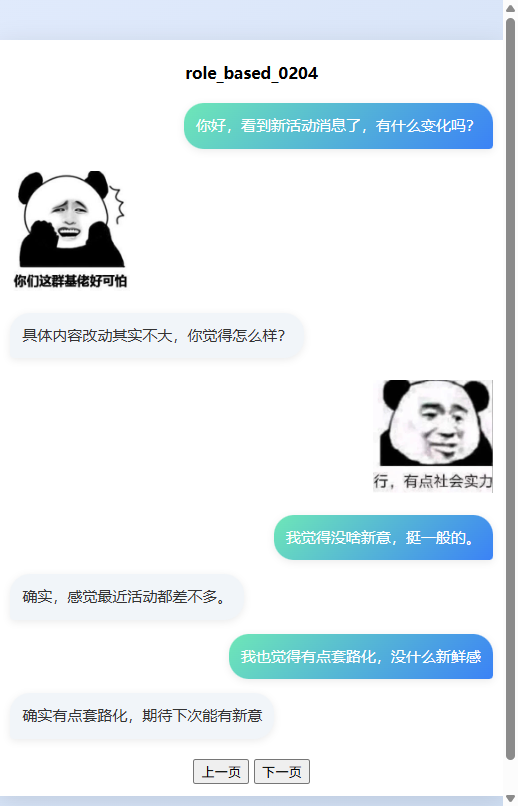 role_based_0204
你好，看到新活动消息了，有什么变化吗？
你们这群基佬好可怕
具体内容改动其实不大，你觉得怎么样？
行，有点社会实力
我觉得没啥新意，挺一般的。
确实，感觉最近活动都差不多。
我也觉得有点套路化，没什么新鲜感
确实有点套路化，期待下次能有新意
上一页 下一页